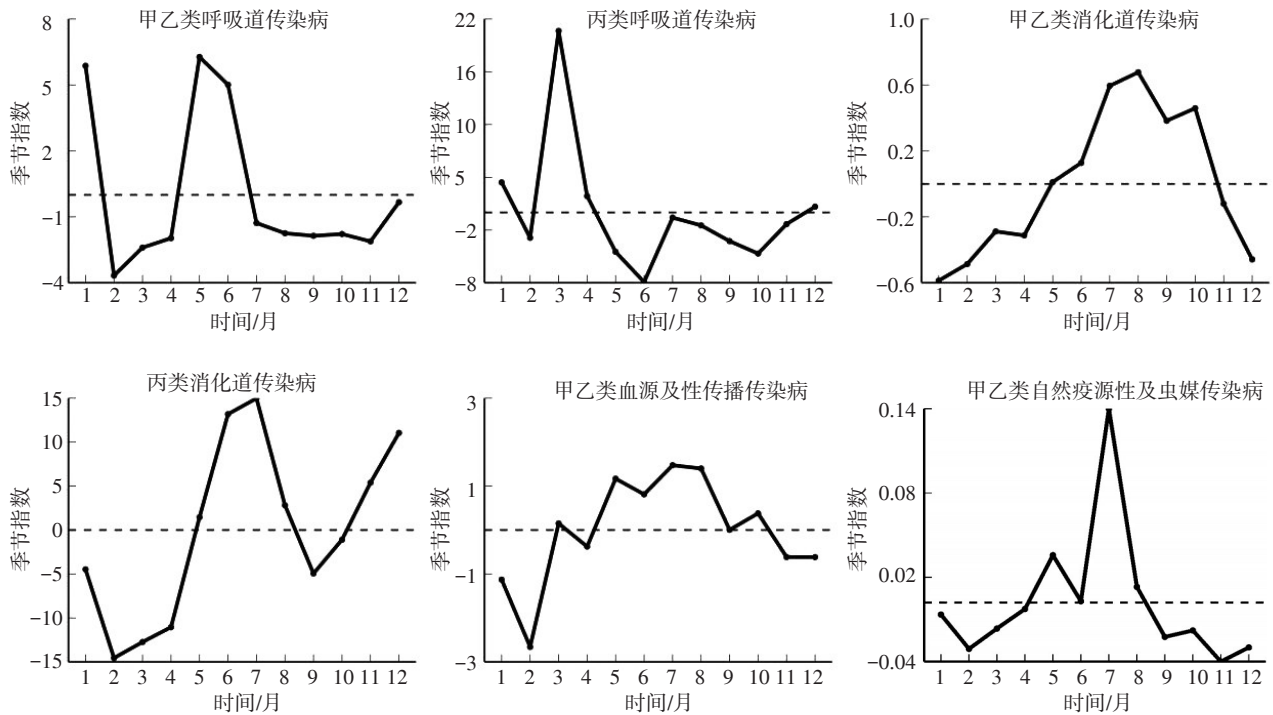 甲乙类呼吸道传染病
8
5
2
−1
−4
季节指数
1 2 3 4 5 6 7 8 9 10 11 12
时间/月
丙类呼吸道传染病
22
16
10
5
−2
−8
季节指数
1 2 3 4 5 6 7 8 9 10 11 12
时间/月
甲乙类消化道传染病
1.0
0.6
0.2
−0.2
−0.6
季节指数
1 2 3 4 5 6 7 8 9 10 11 12
时间/月
丙类消化道传染病
15
10
5
0
−5
−10
−15
季节指数
1 2 3 4 5 6 7 8 9 10 11 12
时间/月
甲乙类血源及性传播传染病
3
1
−1
−3
季节指数
1 2 3 4 5 6 7 8 9 10 11 12
时间/月
甲乙类自然疫源性及虫媒传染病
0.14
0.08
0.02
−0.04
季节指数
1 2 3 4 5 6 7 8 9 10 11 12
时间/月